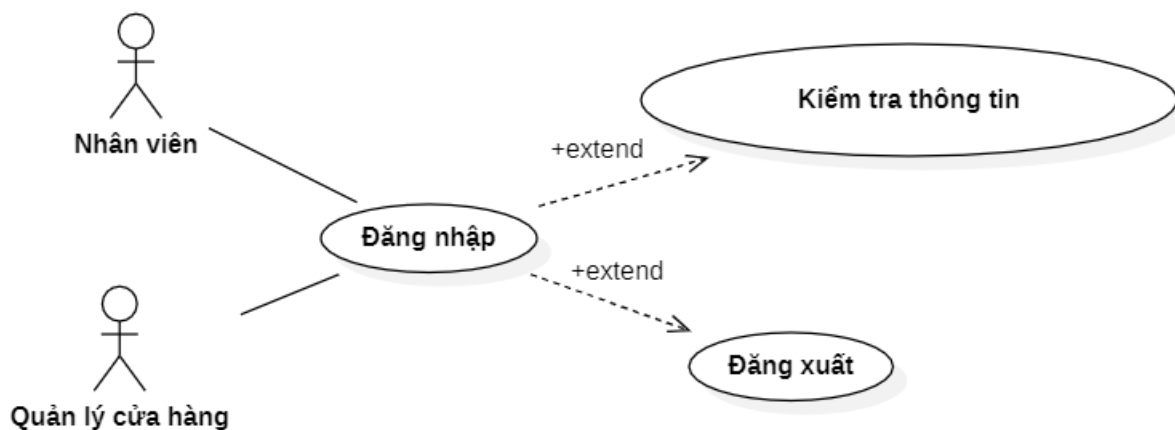 Nhân viên
Kiểm tra thông tin
+extend
Đăng nhập
+extend
Đăng xuất
Quản lý cửa hàng